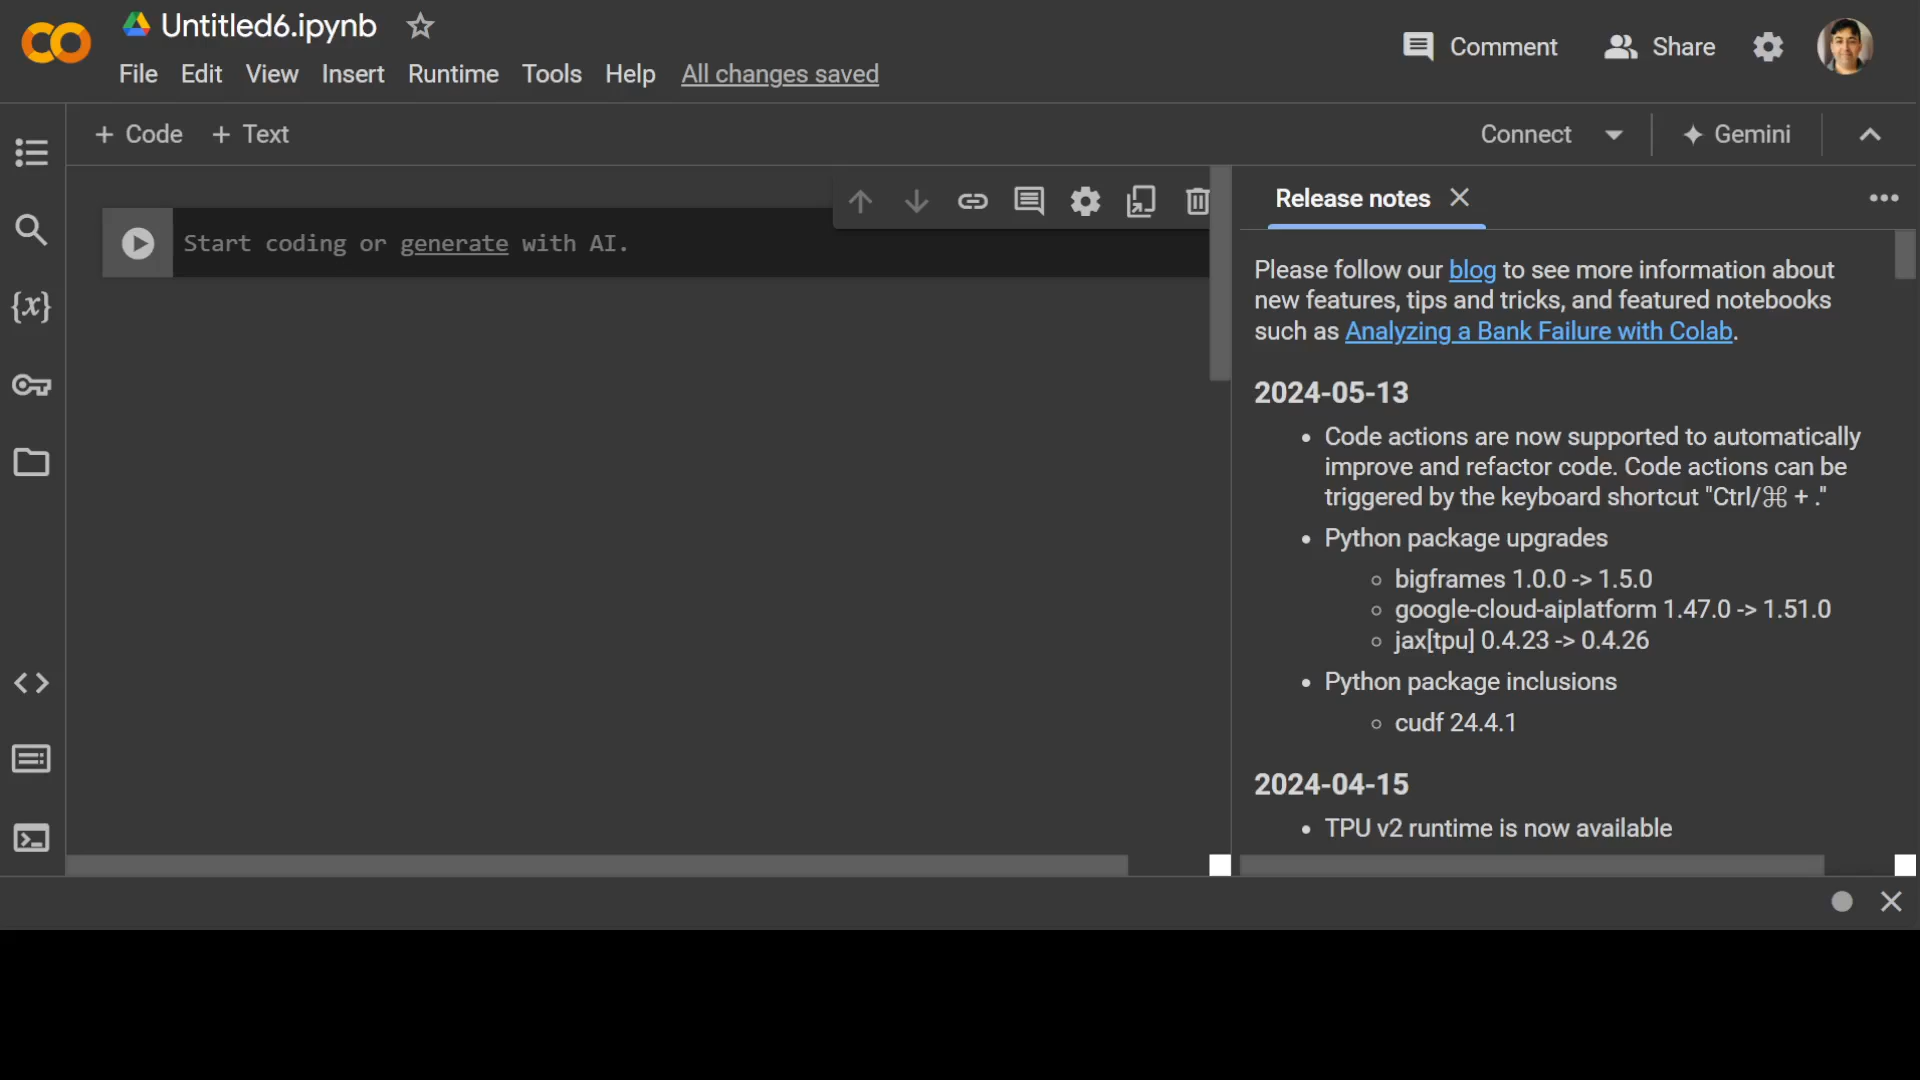 Untitled6.ipynb
File Edit View Insert Runtime Tools Help All changes saved
Comment Share
+ Code + Text
Connect Gemini
Start coding or generate with AI.
{x}
Release notes
Please follow our blog to see more information about
new features, tips and tricks, and featured notebooks
such as Analyzing a Bank Failure with Colab.
2024-05-13
• Code actions are now supported to automatically
improve and refactor code. Code actions can be
triggered by the keyboard shortcut "Ctrl/⌘ + ."
• Python package upgrades
◦ bigframes 1.0.0 -> 1.5.0
◦ google-cloud-aiplatform 1.47.0 -> 1.51.0
◦ jax[tpu] 0.4.23 -> 0.4.26
• Python package inclusions
◦ cudf 24.4.1
2024-04-15
• TPU v2 runtime is now available